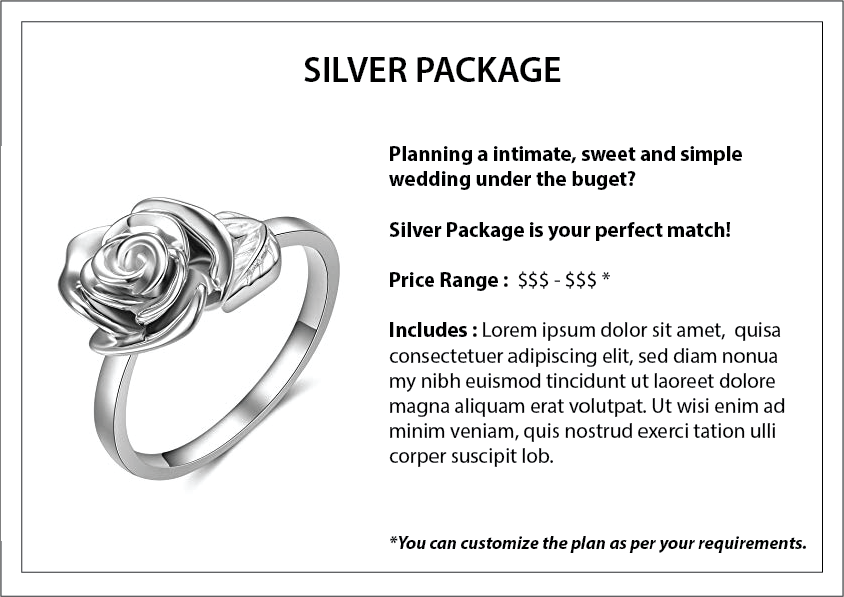 SILVER PACKAGE
Planning a intimate, sweet and simple
wedding under the buget?
Silver Package is your perfect match!
Price Range :  $$$ - $$$ *
Includes : Lorem ipsum dolor sit amet,  quisa
consectetuer adipiscing elit, sed diam nonua
my nibh euismod tincidunt ut laoreet dolore
magna aliquam erat volutpat. Ut wisi enim ad
minim veniam, quis nostrud exerci tation ulli
corper suscipit lob.
*You can customize the plan as per your requirements.